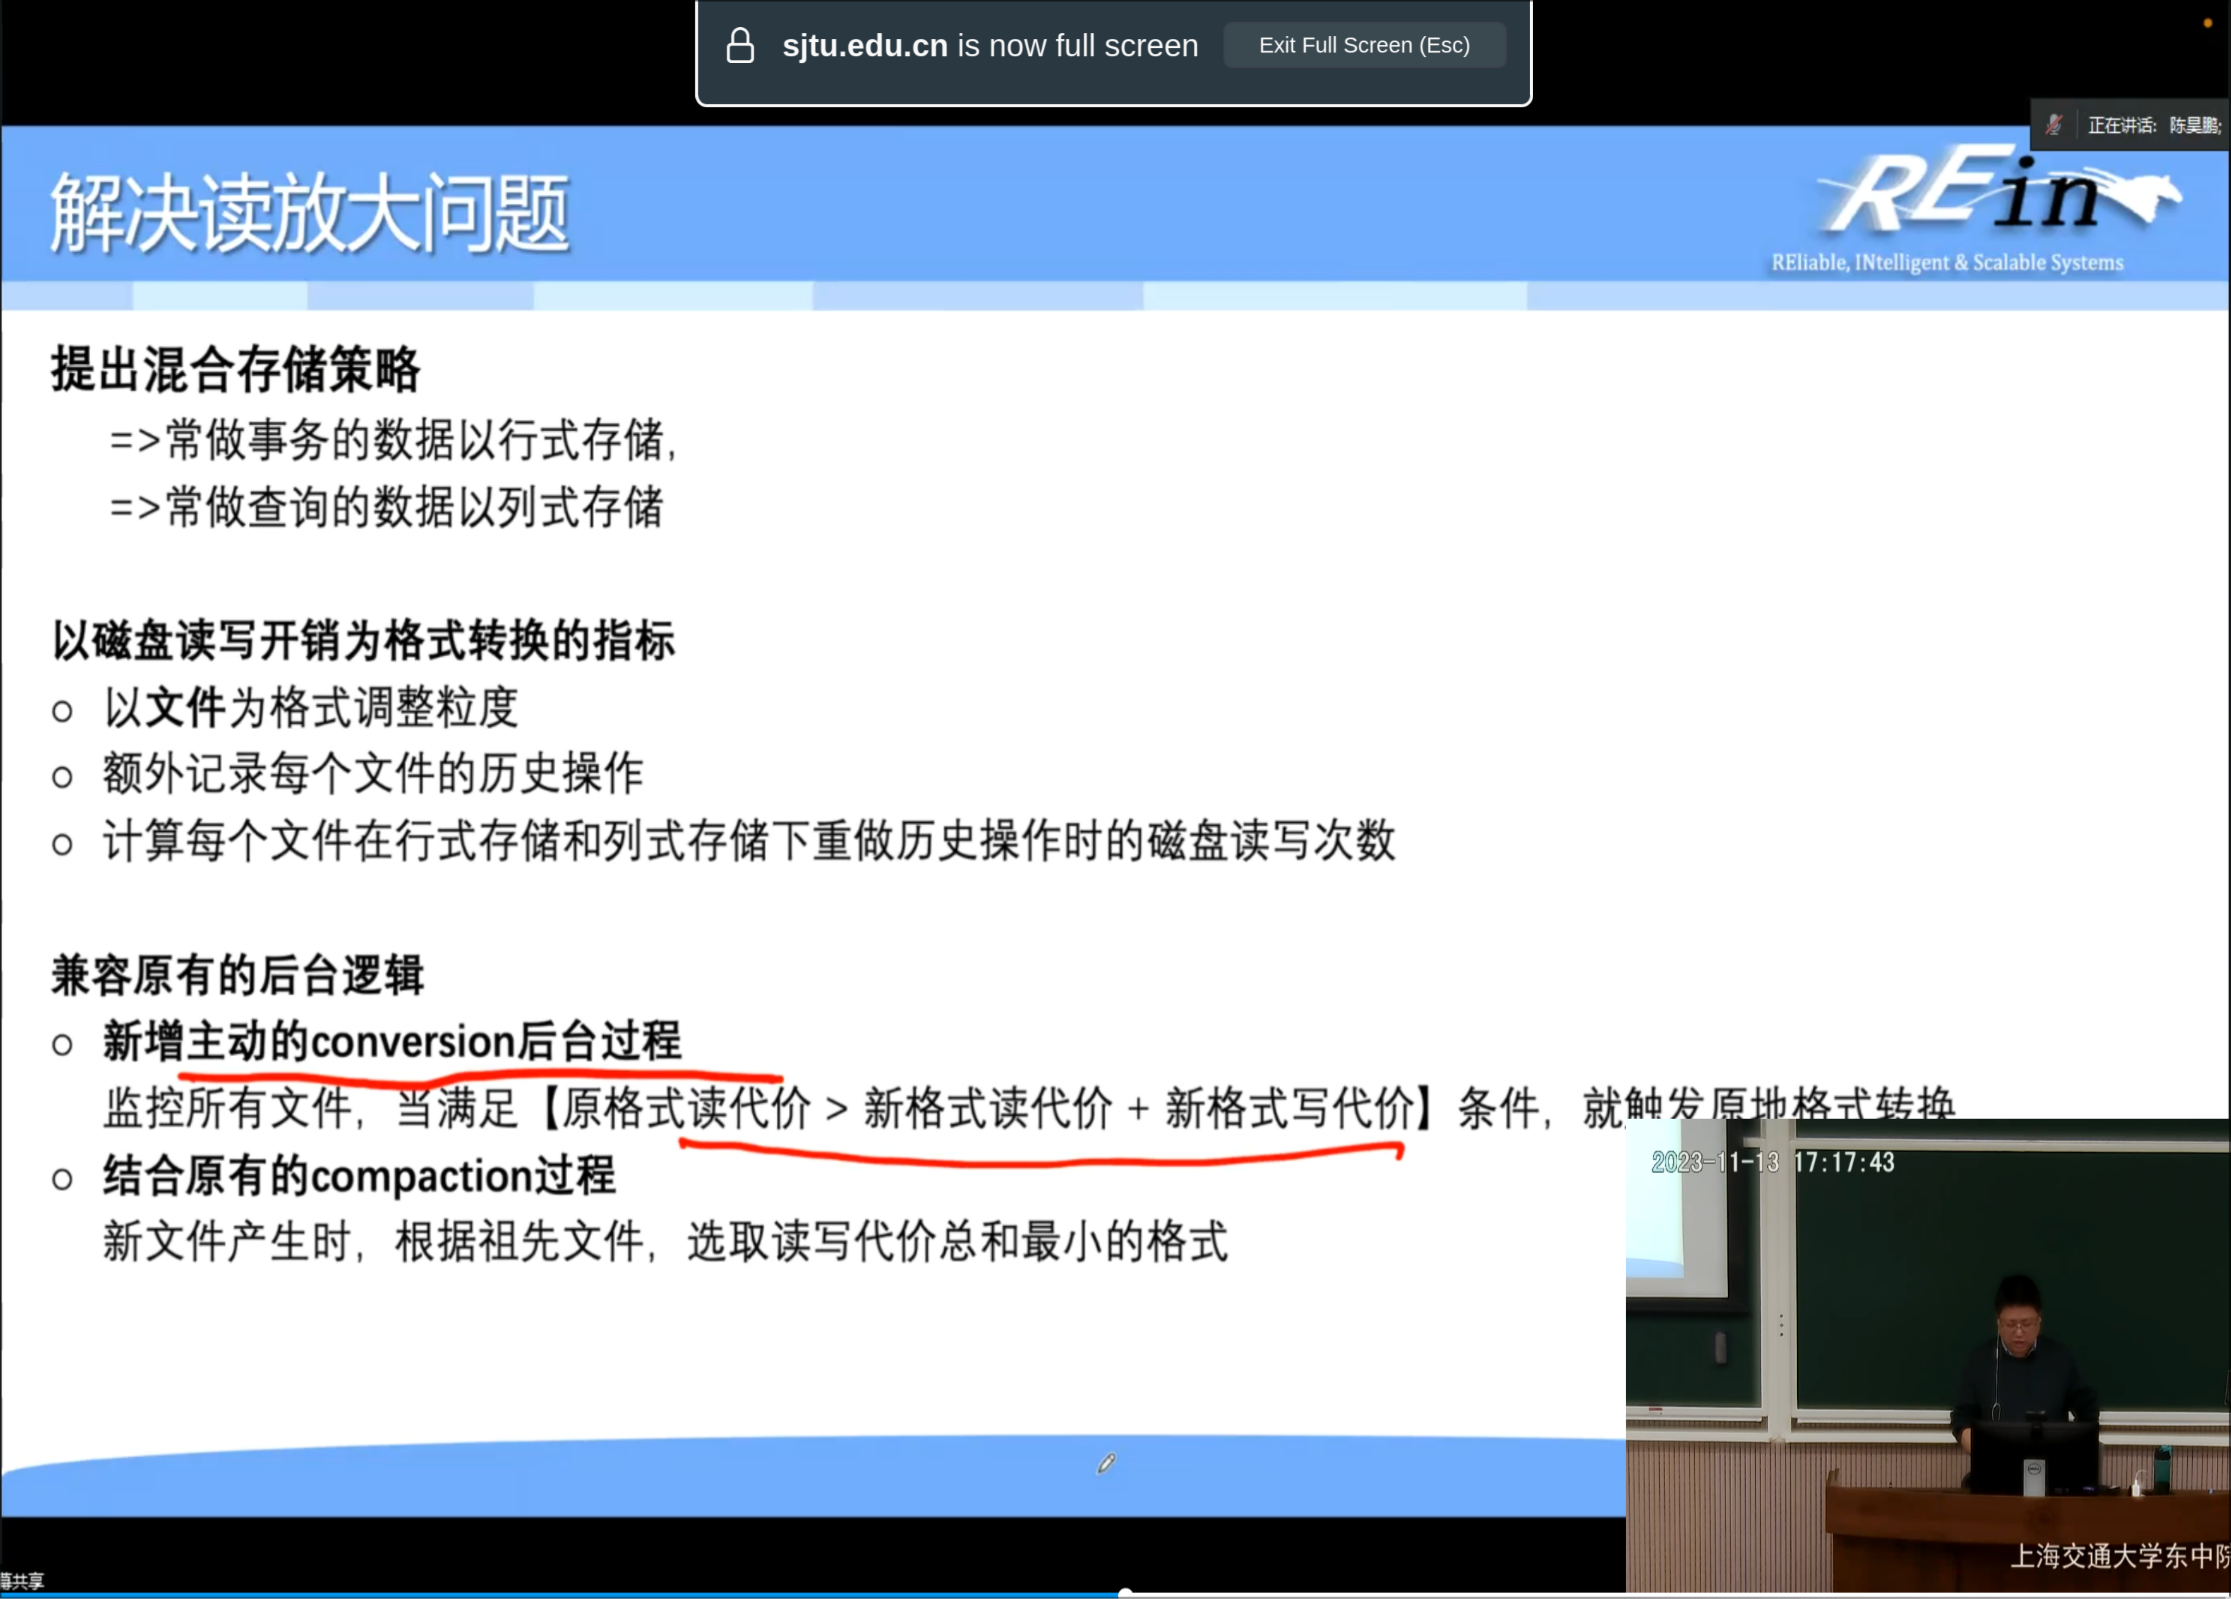 sjtu.edu.cn is now full screen
Exit Full Screen (Esc)
正在讲话: 陈昊鹏;
解决读放大问题
REin
REliable, INtelligent & Scalable Systems
提出混合存储策略
=>常做事务的数据以行式存储,
=>常做查询的数据以列式存储
以磁盘读写开销为格式转换的指标
○ 以文件为格式调整粒度
○ 额外记录每个文件的历史操作
○ 计算每个文件在行式存储和列式存储下重做历史操作时的磁盘读写次数
兼容原有的后台逻辑
○ 新增主动的conversion后台过程
监控所有文件，当满足【原格式读代价 > 新格式读代价 + 新格式写代价】条件，就触发原地格式转换
○ 结合原有的compaction过程
新文件产生时，根据祖先文件，选取读写代价总和最小的格式
2023-11-13 17:17:43
上海交通大学东中院
幕共享